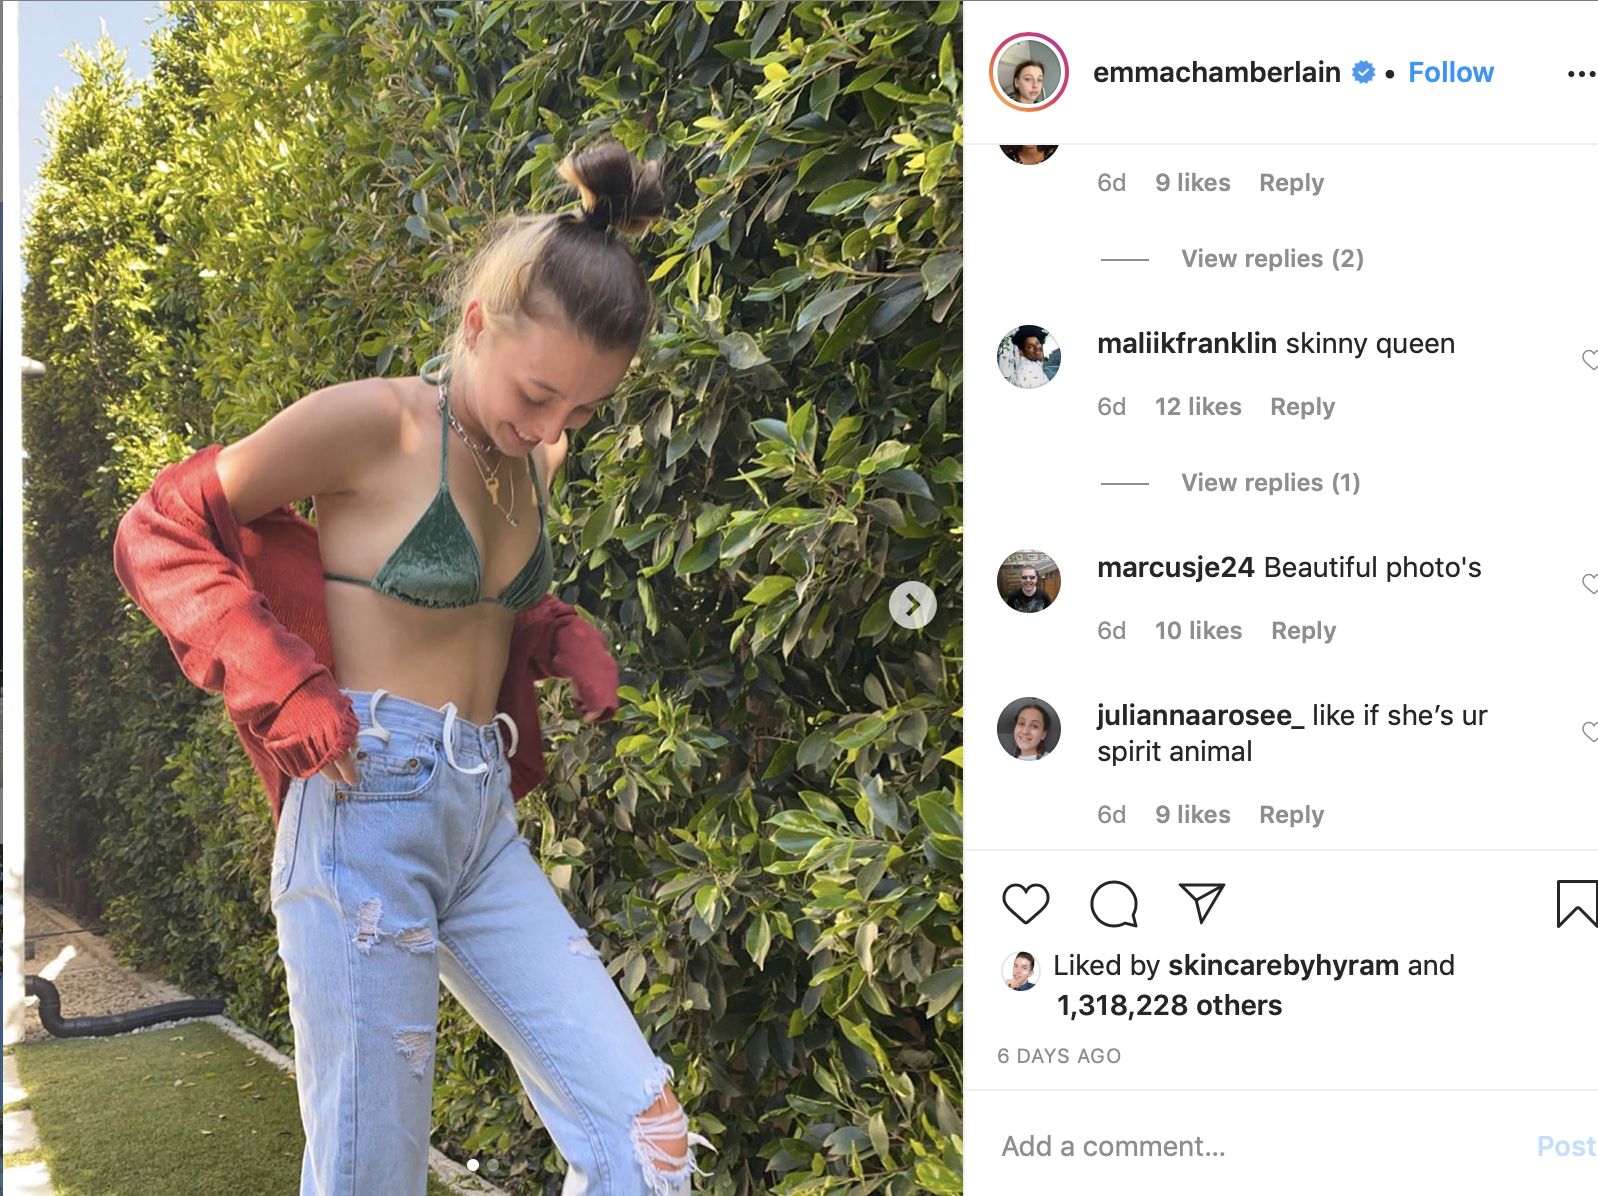 emmachamberlain • Follow
6d 9 likes Reply
View replies (2)
maliikfranklin skinny queen
6d 12 likes Reply
View replies (1)
marcusje24 Beautiful photo's
6d 10 likes Reply
juliannaarosee_ like if she’s ur
spirit animal
6d 9 likes Reply
Liked by skincarebyhyram and
1,318,228 others
6 DAYS AGO
Add a comment...
Post